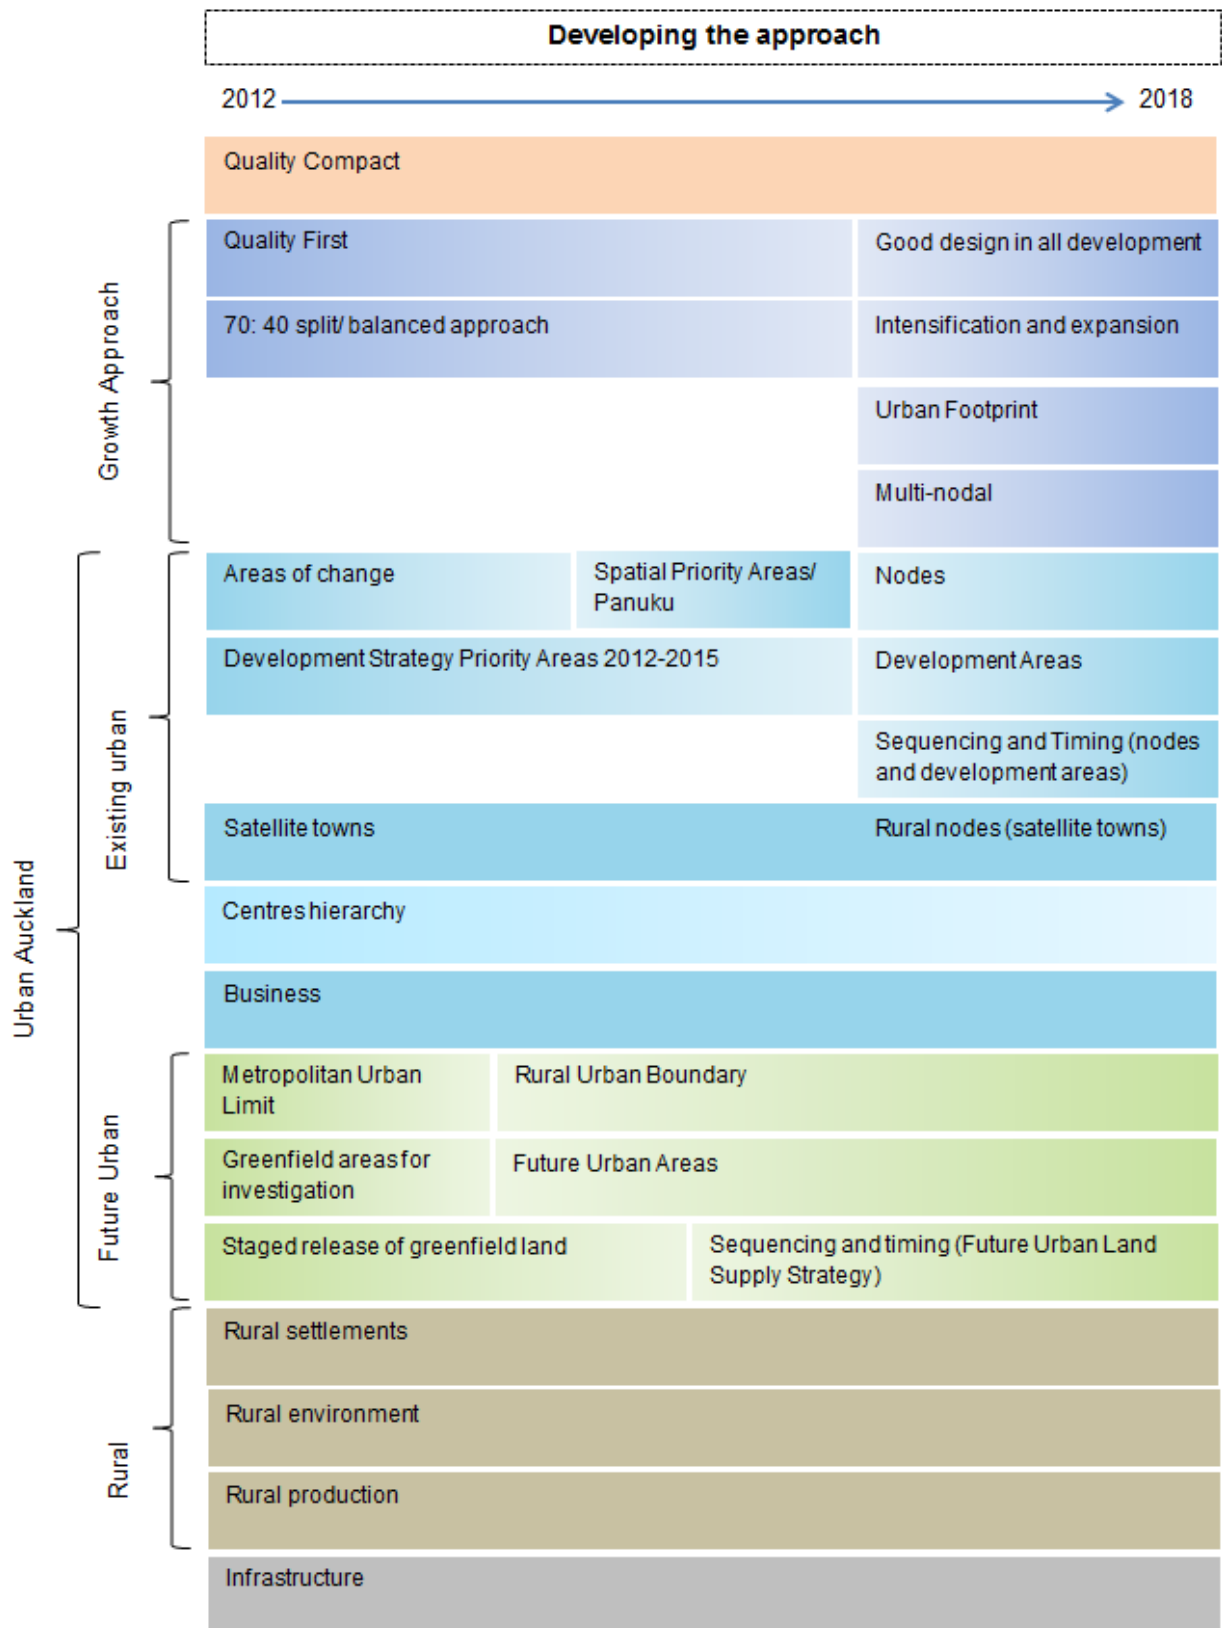 Developing the approach
2012
2018
Quality Compact
Growth Approach
Quality First
Good design in all development
70: 40 split/ balanced approach
Intensification and expansion
Urban Footprint
Multi-nodal
Urban Auckland
Existing urban
Areas of change
Spatial Priority Areas/
Panuku
Nodes
Development Strategy Priority Areas 2012-2015
Development Areas
Sequencing and Timing (nodes
and development areas)
Satellite towns
Rural nodes (satellite towns)
Centres hierarchy
Business
Future Urban
Metropolitan Urban
Limit
Rural Urban Boundary
Greenfield areas for
investigation
Future Urban Areas
Staged release of greenfield land
Sequencing and timing (Future Urban Land
Supply Strategy)
Rural
Rural settlements
Rural environment
Rural production
Infrastructure